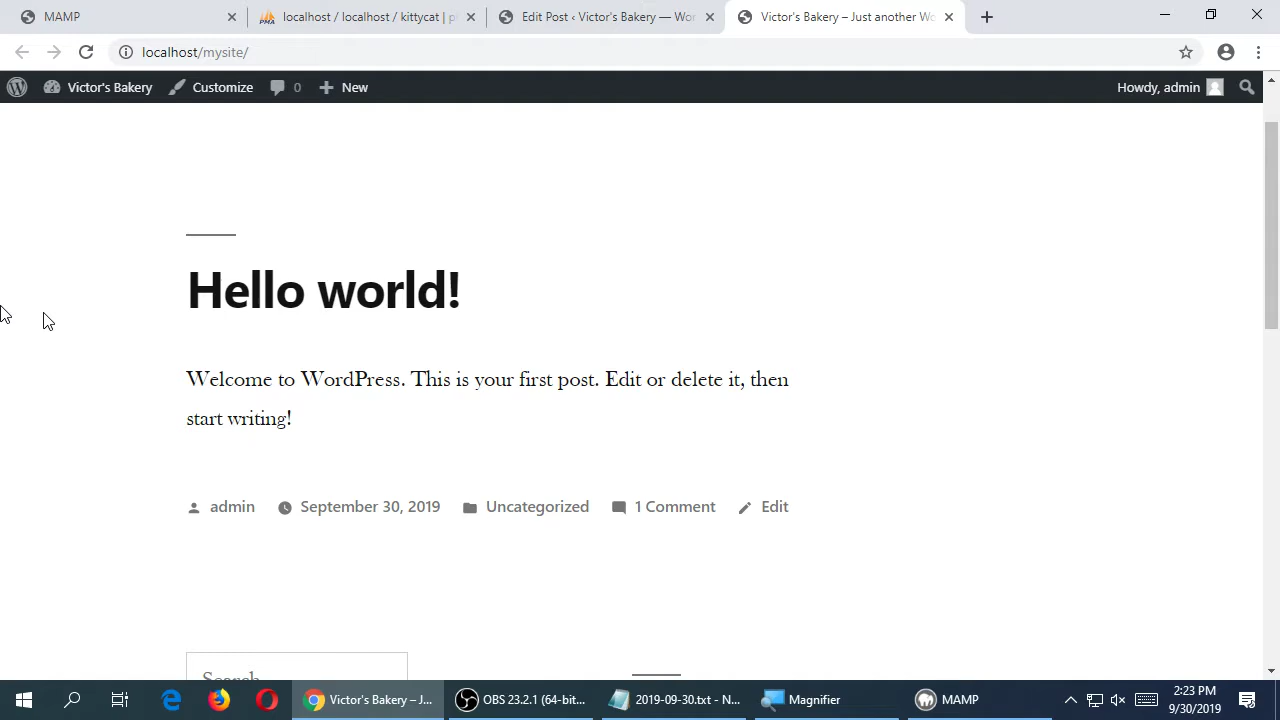 MAMP
localhost / localhost / kittycat | p
Edit Post ‹ Victor's Bakery — Wor
Victor's Bakery – Just another Wo
localhost/mysite/
Victor's Bakery
Customize
0
New
Howdy, admin
Hello world!
Welcome to WordPress. This is your first post. Edit or delete it, then
start writing!
admin
September 30, 2019
Uncategorized
1 Comment
Edit
Search
Victor's Bakery – J...
OBS 23.2.1 (64-bit...
2019-09-30.txt - N...
Magnifier
MAMP
2:23 PM
9/30/2019